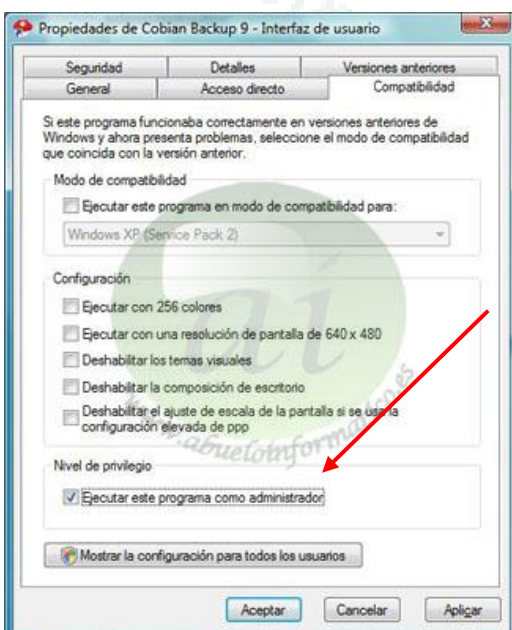 Propiedades de Cobian Backup 9 - Interfaz de usuario
Seguridad Detalles Versiones anteriores
General Acceso directo Compatibilidad
Si este programa funcionaba correctamente en versiones anteriores de
Windows y ahora presenta problemas, seleccione el modo de compatibilidad
que coincida con la versión anterior.
Modo de compatibilidad
Ejecutar este programa en modo de compatibilidad para:
Windows XP (Service Pack 2)
Configuración
Ejecutar con 256 colores
Ejecutar con una resolución de pantalla de 640 x 480
Deshabilitar los temas visuales
Deshabilitar la composición de escritorio
Deshabilitar el ajuste de escala de la pantalla si se usa la
configuración elevada de ppp
Nivel de privilegio
Ejecutar este programa como administrador
Mostrar la configuración para todos los usuarios
Aceptar Cancelar Aplicar
ai
www.abueloinformatico.es